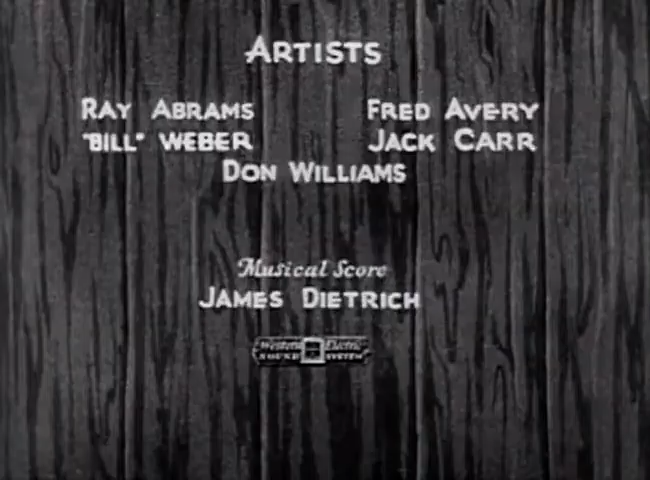 ARTISTS
RAY ABRAMS FRED AVERY
"BILL" WEBER JACK CARR
DON WILLIAMS
Musical Score
JAMES DIETRICH
Western Electric
SOUND SYSTEM